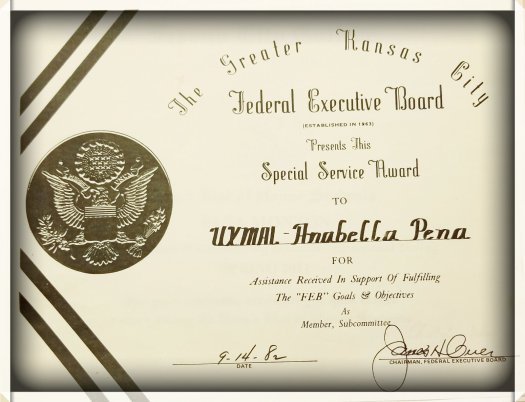 The Greater Kansas City
Federal Executive Board
(ESTABLISHED IN 1963)
Presents This
Special Service Award
TO
UXMAL-Anabella Pena
FOR
Assistance Received In Support Of Fulfilling
The "FEB" Goals & Objectives
As
Member, Subcommittee
9-14-82
DATE
CHAIRMAN, FEDERAL EXECUTIVE BOARD